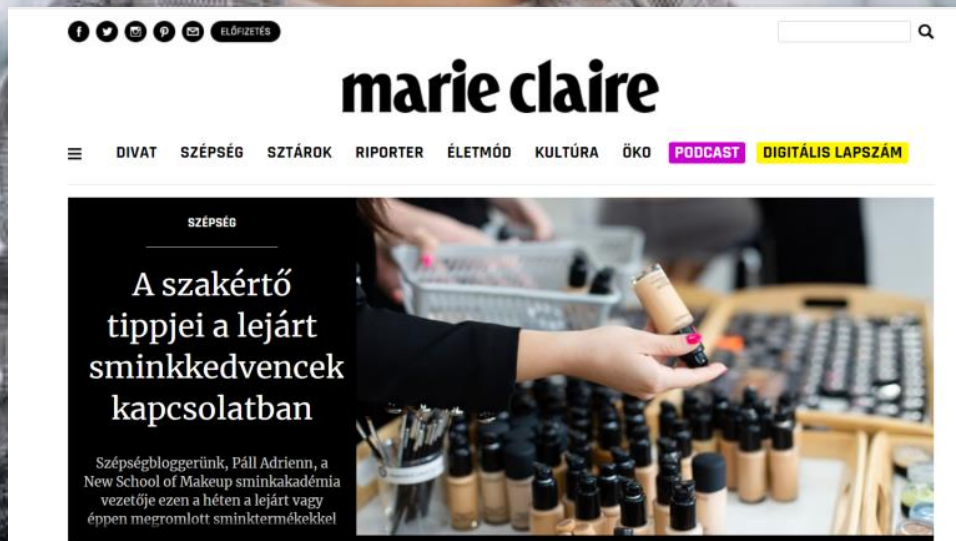 ELŐFIZETÉS
marie claire
DIVAT SZÉPSÉG SZTÁROK RIPORTER ÉLETMÓD KULTÚRA ÖKO PODCAST DIGITÁLIS LAPSZÁM
SZÉPSÉG
A szakértő
tippjei a lejárt
sminkkedvencek
kapcsolatban
Szépségbloggerünk, Páll Adrienn, a
New School of Makeup sminkakadémia
vezetője ezen a héten a lejárt vagy
éppen megromlott sminktermékekkel